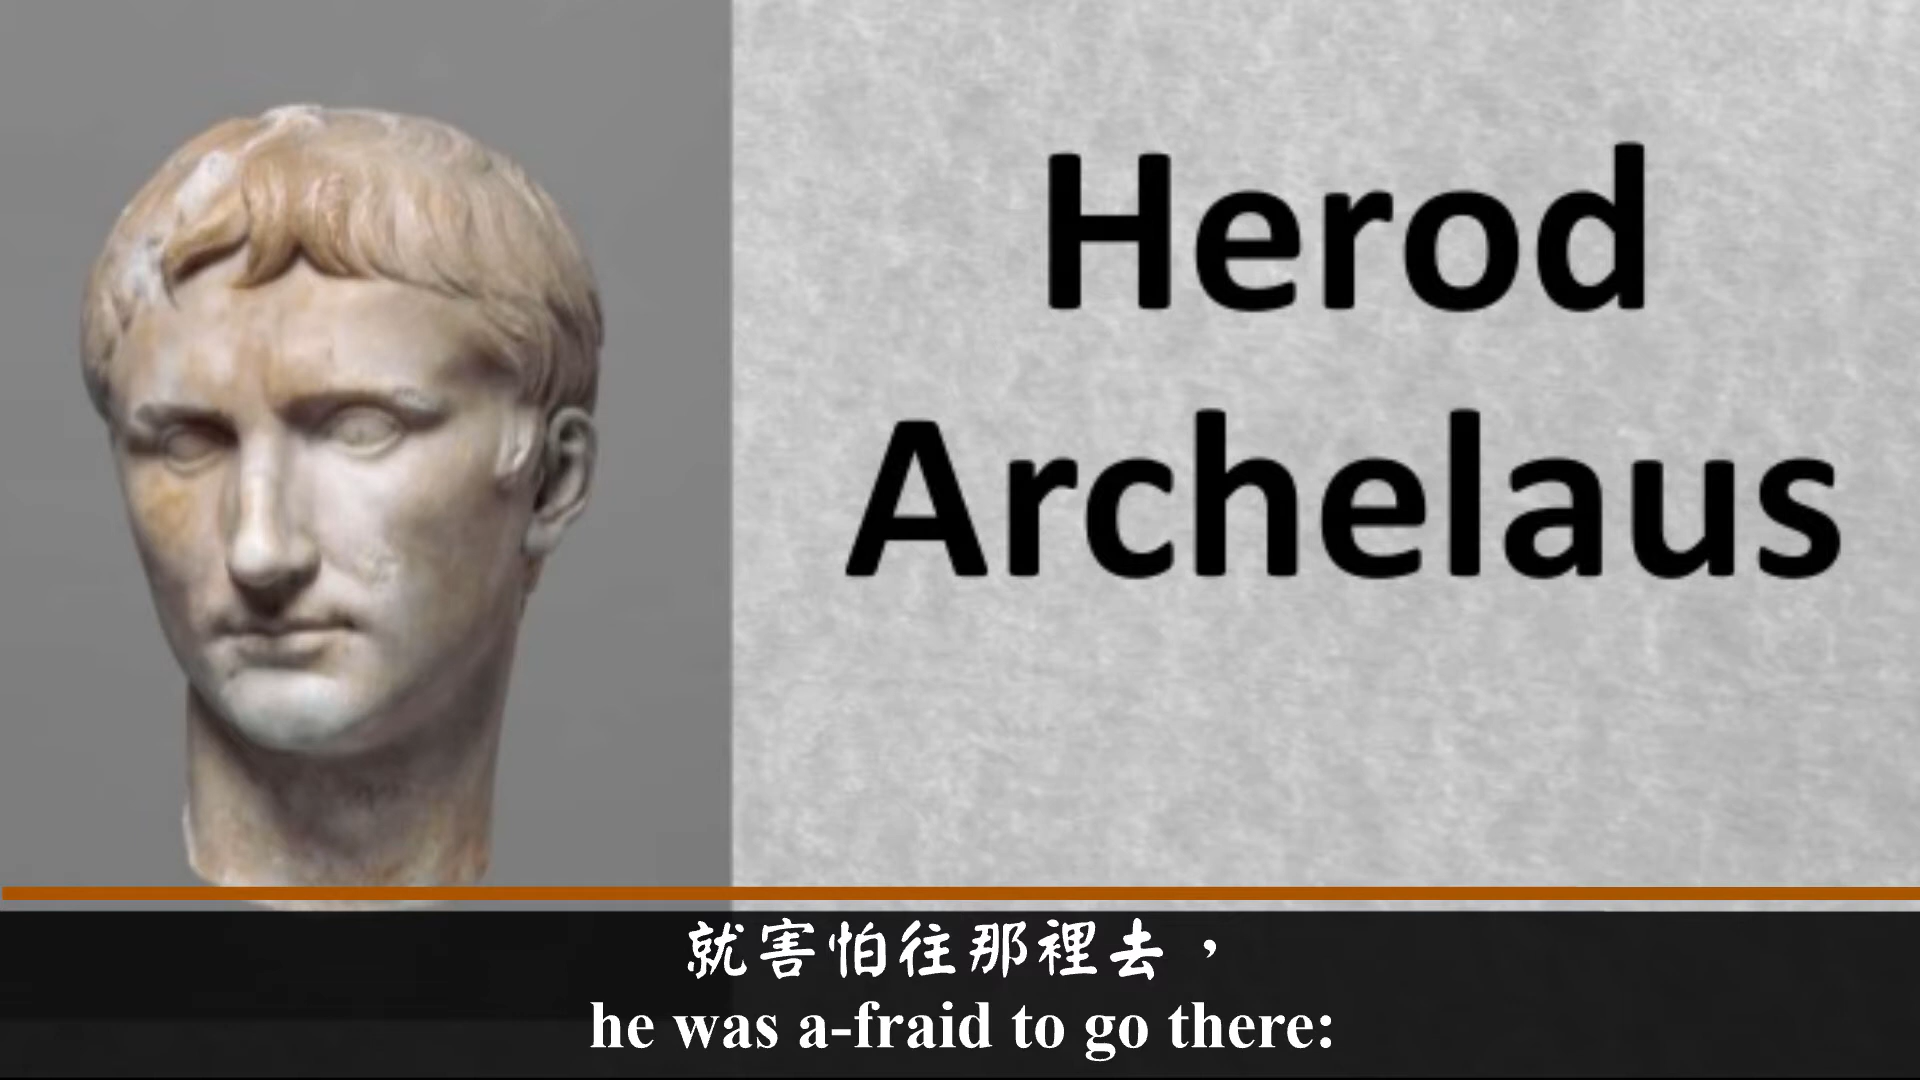 Herod
Archelaus
就害怕往那裡去，
he was a-fraid to go there: